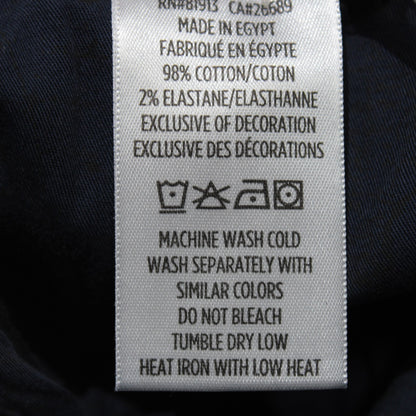 RN#81913 CA#26689
MADE IN EGYPT
FABRIQUÉ EN ÉGYPTE
98% COTTON/COTON
2% ELASTANE/ELASTHANNE
EXCLUSIVE OF DECORATION
EXCLUSIVE DES DÉCORATIONS
MACHINE WASH COLD
WASH SEPARATELY WITH
SIMILAR COLORS
DO NOT BLEACH
TUMBLE DRY LOW
HEAT IRON WITH LOW HEAT